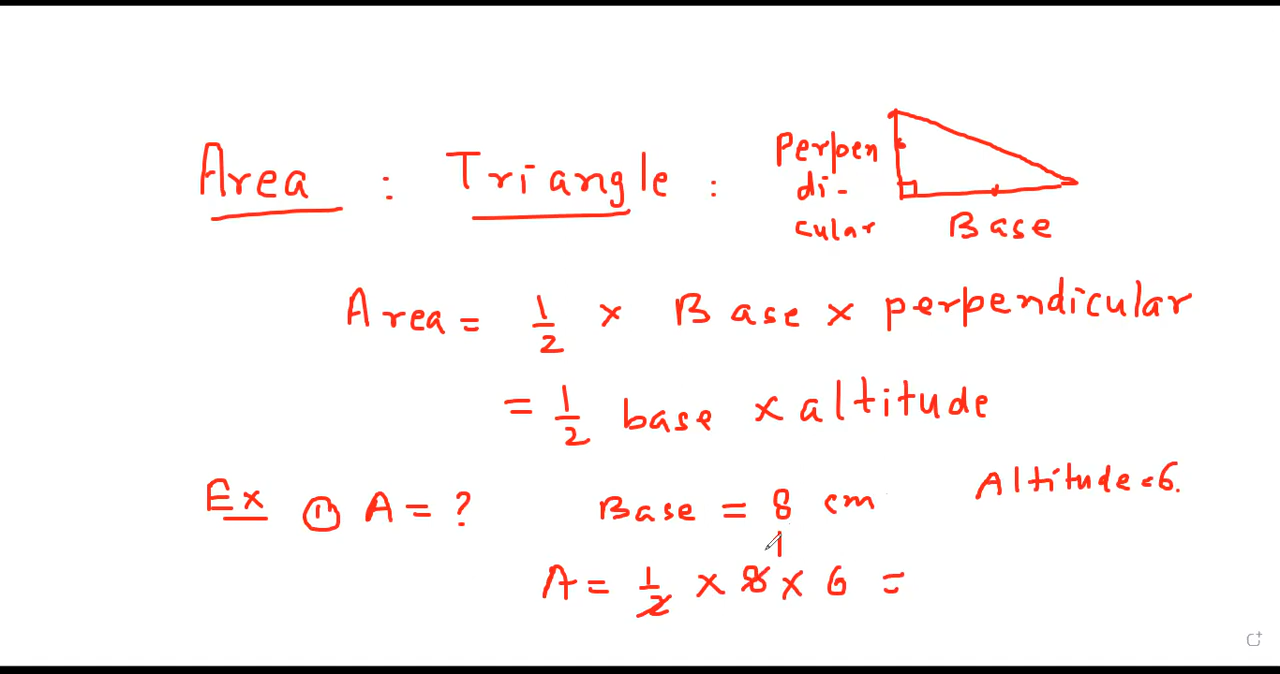 Area : Triangle :
Perpen
di-
cular
Base
Area = 1/2 × Base × perpendicular
= 1/2 base × altitude
Ex ① A = ? Base = 8 cm Altitude = 6.
A = 1/2 × 8 × 6 =